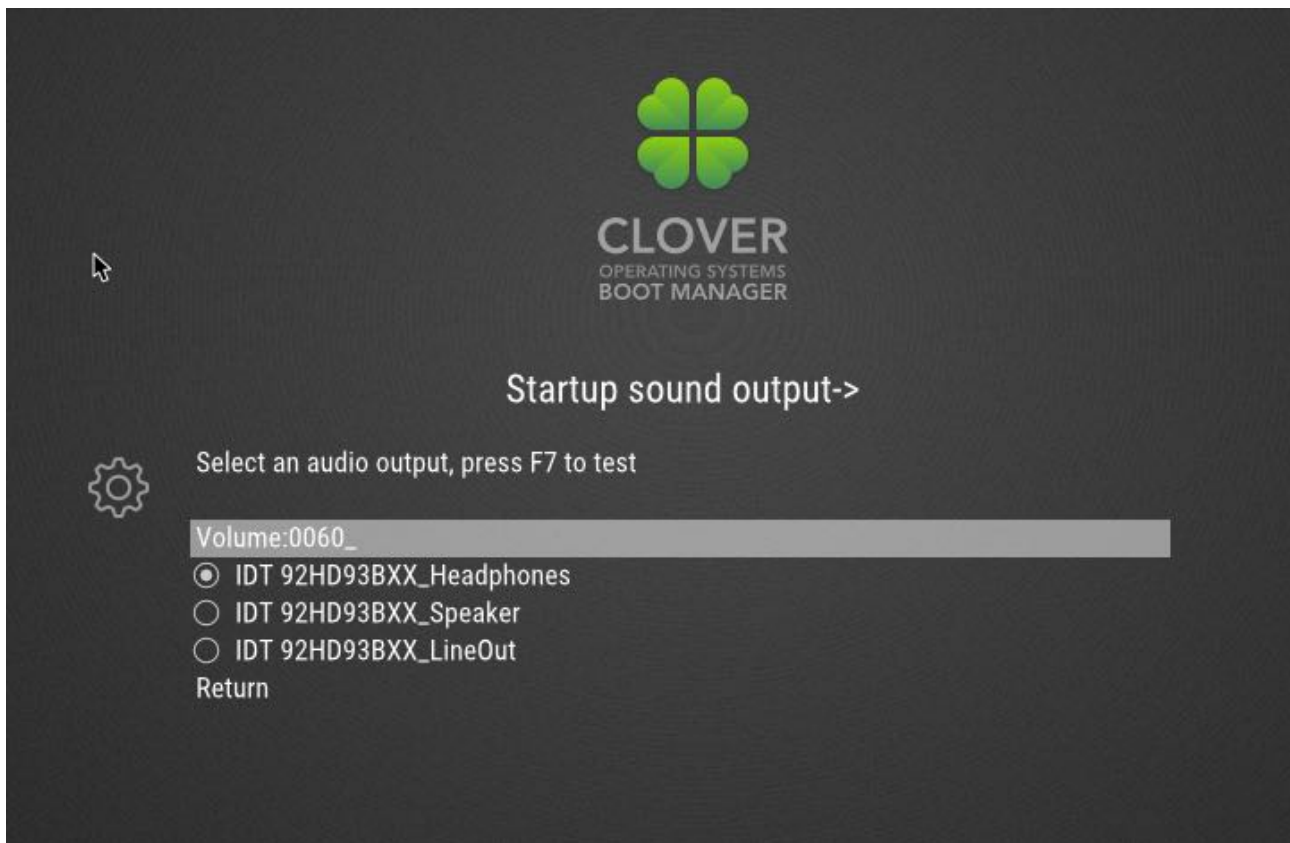 CLOVER
OPERATING SYSTEMS
BOOT MANAGER
Startup sound output->
Select an audio output, press F7 to test
Volume:0060_
IDT 92HD93BXX_Headphones
IDT 92HD93BXX_Speaker
IDT 92HD93BXX_LineOut
Return